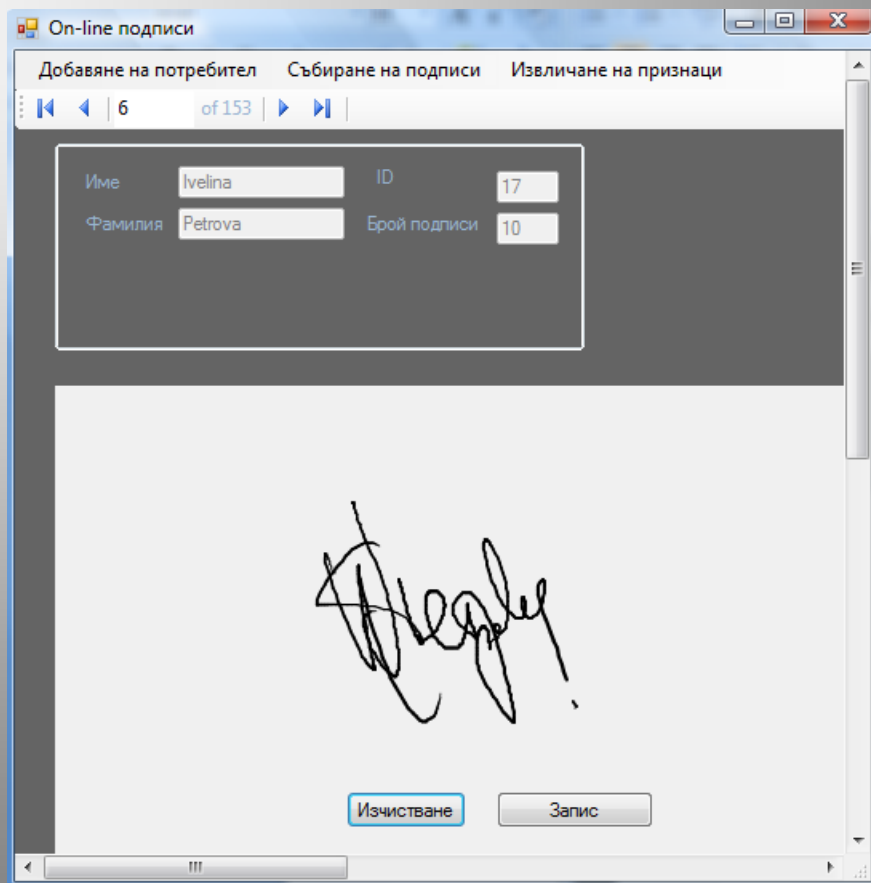 On-line подписи
Добавяне на потребител Събиране на подписи Извличане на признаци
6 of 153
Име Ivelina ID 17
Фамилия Petrova Брой подписи 10
Изчистване Запис